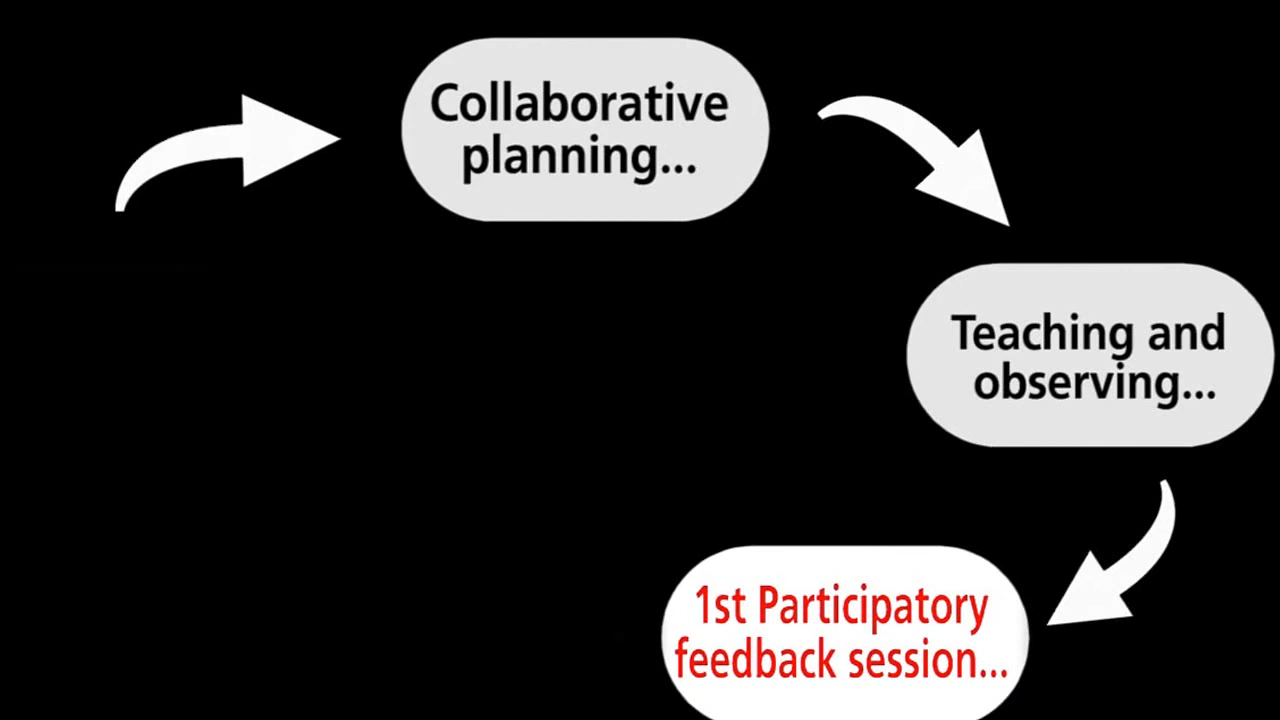 Collaborative
planning...
Teaching and
observing...
1st Participatory
feedback session...